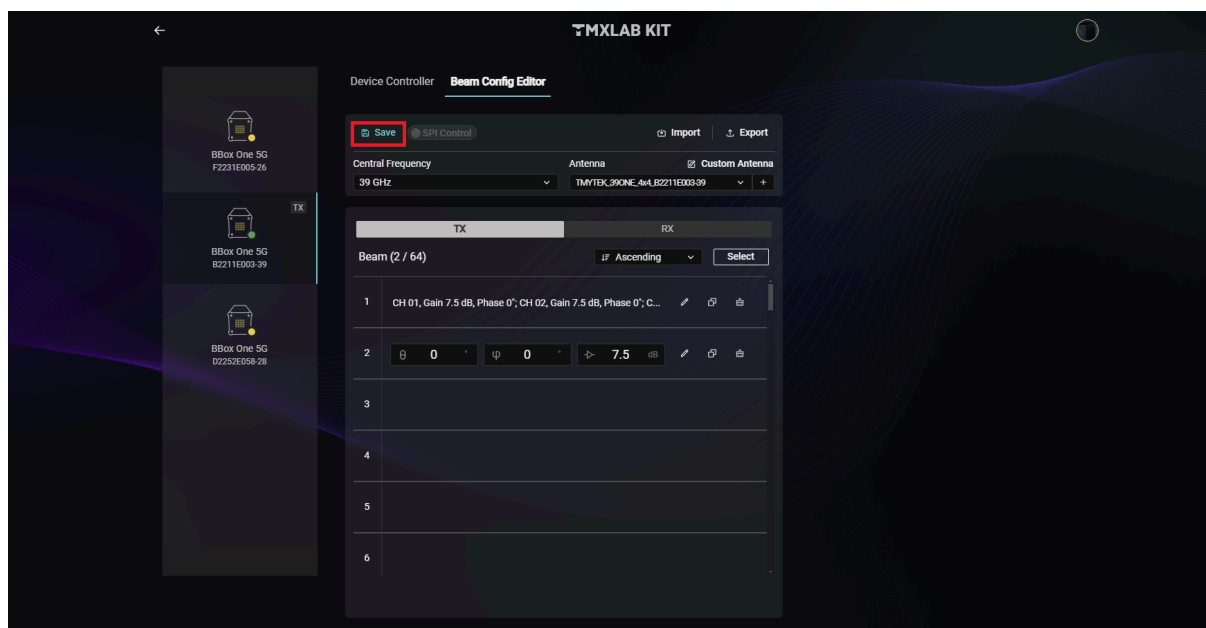 TMXLAB KIT
BBox One 5G
F2231E005-26
TX
BBox One 5G
B2211E003-39
BBox One 5G
D2252E058-28
Device Controller Beam Config Editor
Save SPI Control Import Export
Central Frequency Antenna Custom Antenna
39 GHz TMYTEK_39ONE_4x4_B2211E003-39 +
TX RX
Beam (2 / 64) Ascending Select
1 CH 01, Gain 7.5 dB, Phase 0°; CH 02, Gain 7.5 dB, Phase 0°; C...
2 θ 0 ° φ 0 ° 7.5 dB
3
4
5
6